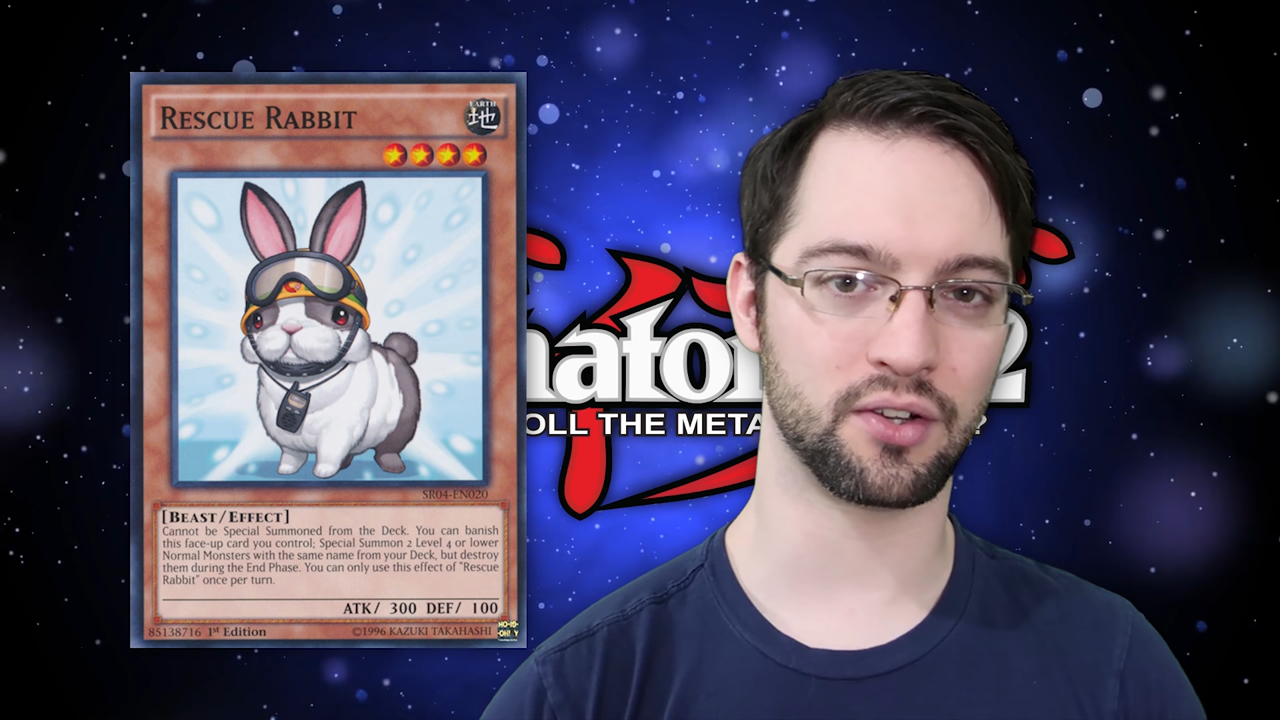 RESCUE RABBIT
EARTH
地
SR04-EN020
[BEAST/EFFECT]
Cannot be Special Summoned from the Deck. You can banish
this face-up card you control; Special Summon 2 Level 4 or lower
Normal Monsters with the same name from your Deck, but destroy
them during the End Phase. You can only use this effect of "Rescue
Rabbit" once per turn.
ATK/ 300 DEF/ 100
85138716 1st Edition
©1996 KAZUKI TAKAHASHI
OLL THE META
?